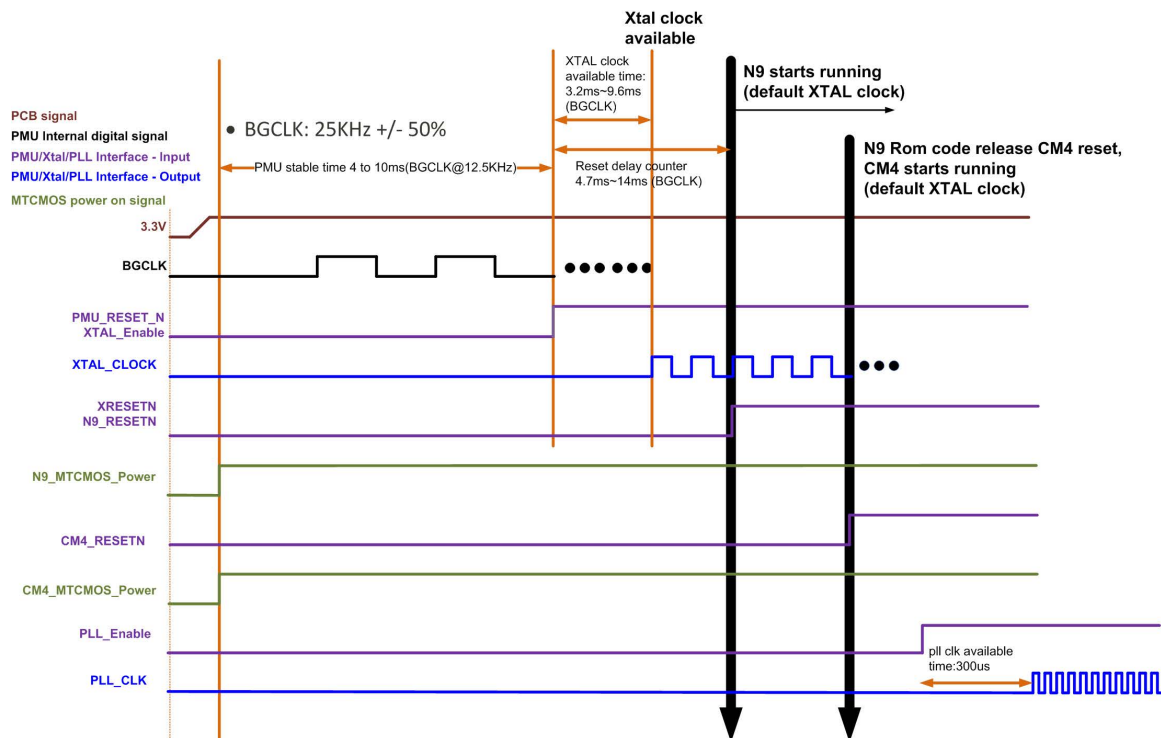 Xtal clock
available
XTAL clock
available time:
3.2ms~9.6ms
(BGCLK)
N9 starts running
(default XTAL clock)
PCB signal
PMU Internal digital signal
PMU/Xtal/PLL Interface - Input
PMU/Xtal/PLL Interface - Output
MTCMOS power on signal
● BGCLK: 25KHz +/- 50%
PMU stable time 4 to 10ms(BGCLK@12.5KHz)
Reset delay counter
4.7ms~14ms (BGCLK)
N9 Rom code release CM4 reset,
CM4 starts running
(default XTAL clock)
3.3V
BGCLK
PMU_RESET_N
XTAL_Enable
XTAL_CLOCK
XRESETN
N9_RESETN
N9_MTCMOS_Power
CM4_RESETN
CM4_MTCMOS_Power
PLL_Enable
pll clk available
time:300us
PLL_CLK